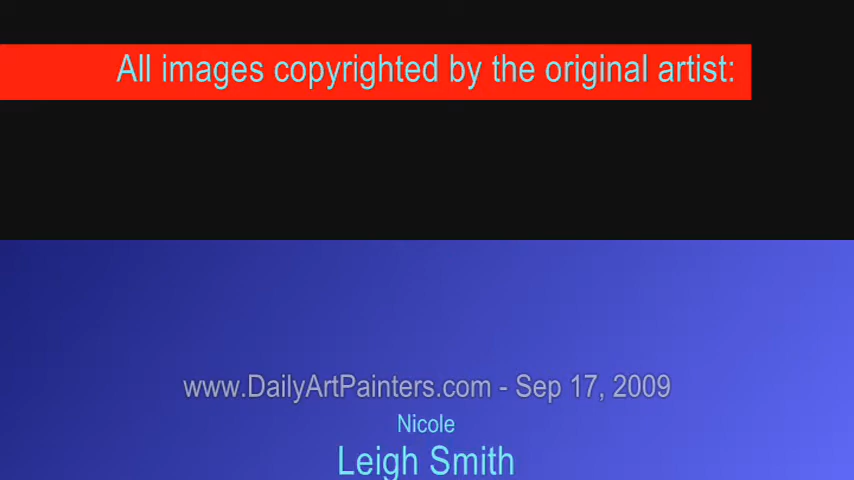 All images copyrighted by the original artist:
www.DailyArtPainters.com - Sep 17, 2009
Nicole
Leigh Smith